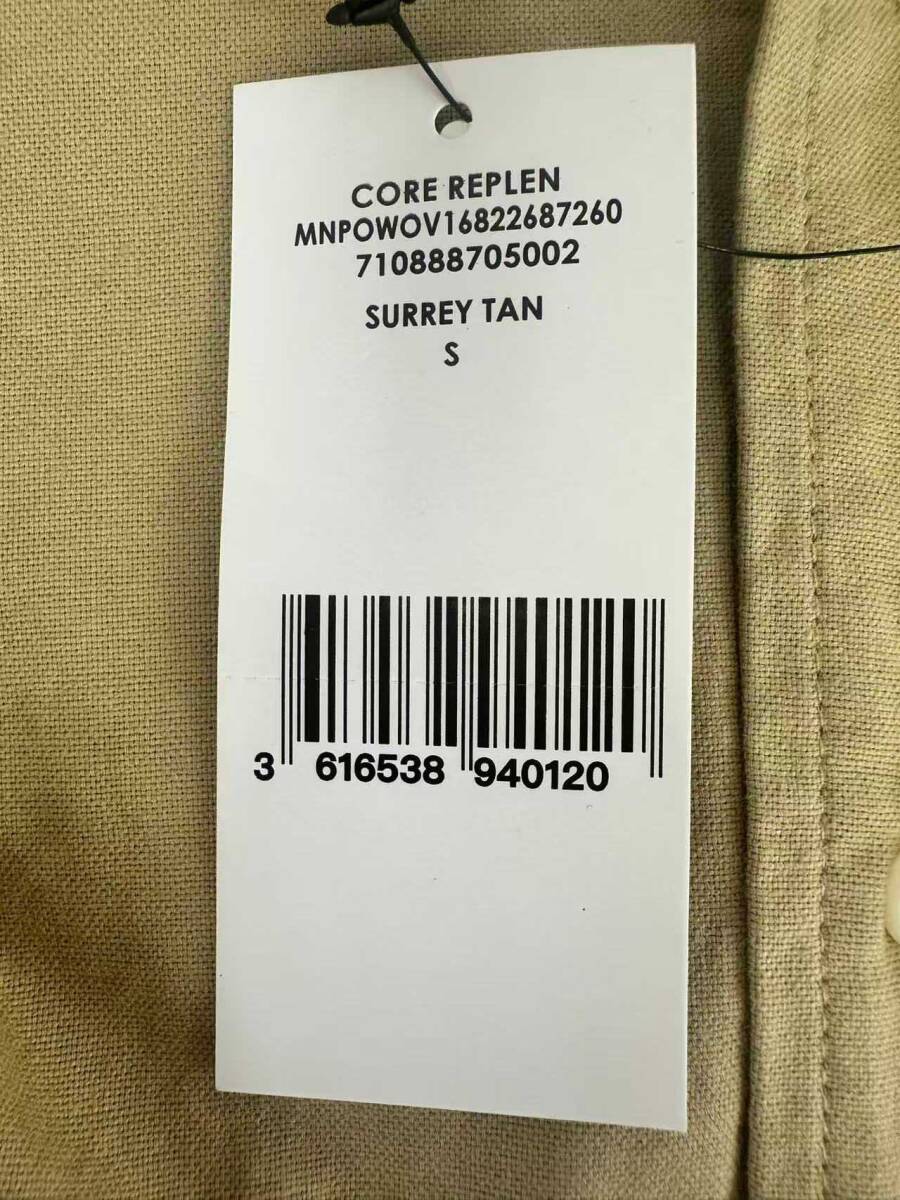 CORE REPLEN
MNPOWOV16822687260
710888705002
SURREY TAN
S
3 616538 940120